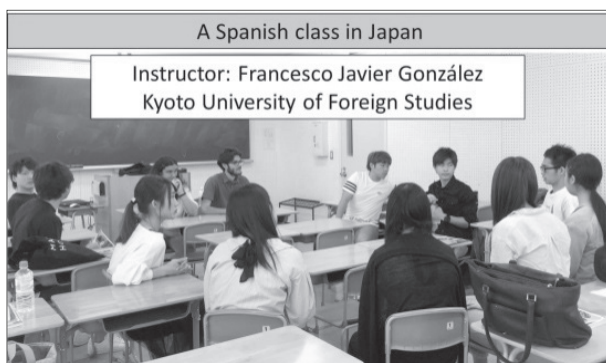 A Spanish class in Japan
Instructor: Francesco Javier González
Kyoto University of Foreign Studies